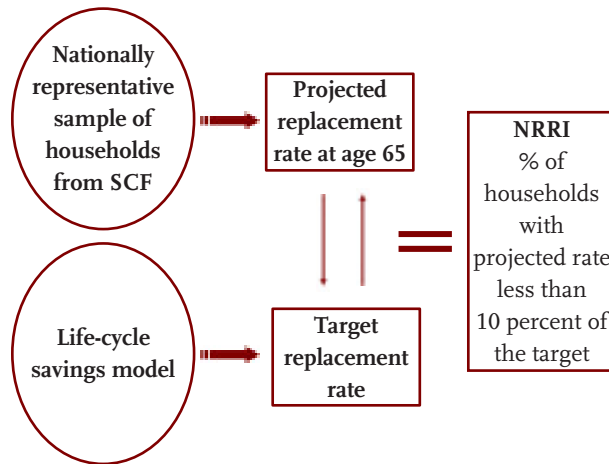 Nationally
representative
sample of
households
from SCF
Projected
replacement
rate at age 65
Life-cycle
savings model
Target
replacement
rate
NRRI
% of
households
with
projected rate
less than
10 percent of
the target